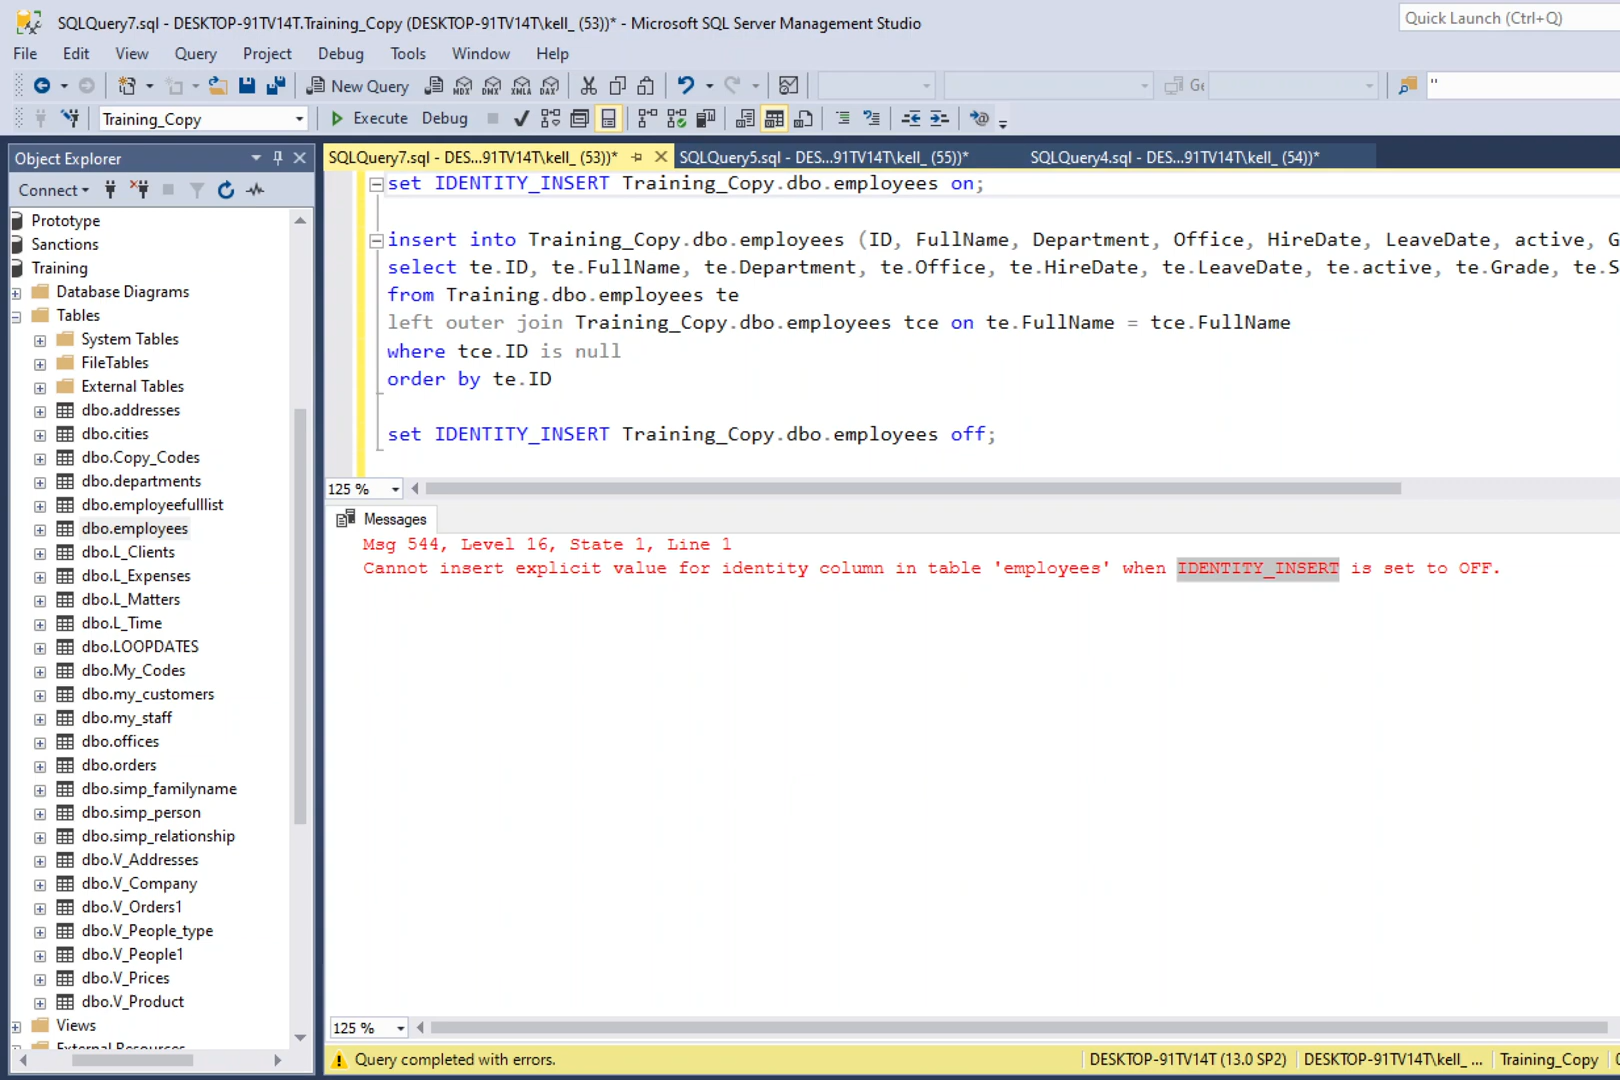 SQLQuery7.sql - DESKTOP-91TV14T.Training_Copy (DESKTOP-91TV14T\kell_ (53))* - Microsoft SQL Server Management Studio
Quick Launch (Ctrl+Q)
File Edit View Query Project Debug Tools Window Help
New Query
MDX DMX XMLA DAX
Ge
"
Training_Copy
Execute Debug
Object Explorer
Connect
Prototype
Sanctions
Training
Database Diagrams
Tables
System Tables
FileTables
External Tables
dbo.addresses
dbo.cities
dbo.Copy_Codes
dbo.departments
dbo.employeefulllist
dbo.employees
dbo.L_Clients
dbo.L_Expenses
dbo.L_Matters
dbo.L_Time
dbo.LOOPDATES
dbo.My_Codes
dbo.my_customers
dbo.my_staff
dbo.offices
dbo.orders
dbo.simp_familyname
dbo.simp_person
dbo.simp_relationship
dbo.V_Addresses
dbo.V_Company
dbo.V_Orders1
dbo.V_People_type
dbo.V_People1
dbo.V_Prices
dbo.V_Product
Views
External Resources
SQLQuery7.sql - DES...91TV14T\kell_ (53))* SQLQuery5.sql - DES...91TV14T\kell_ (55))* SQLQuery4.sql - DES...91TV14T\kell_ (54))*
set IDENTITY_INSERT Training_Copy.dbo.employees on;
insert into Training_Copy.dbo.employees (ID, FullName, Department, Office, HireDate, LeaveDate, active, G
select te.ID, te.FullName, te.Department, te.Office, te.HireDate, te.LeaveDate, te.active, te.Grade, te.S
from Training.dbo.employees te
left outer join Training_Copy.dbo.employees tce on te.FullName = tce.FullName
where tce.ID is null
order by te.ID
set IDENTITY_INSERT Training_Copy.dbo.employees off;
125 %
Messages
Msg 544, Level 16, State 1, Line 1
Cannot insert explicit value for identity column in table 'employees' when IDENTITY_INSERT is set to OFF.
125 %
Query completed with errors.
DESKTOP-91TV14T (13.0 SP2) DESKTOP-91TV14T\kell_ ... Training_Copy